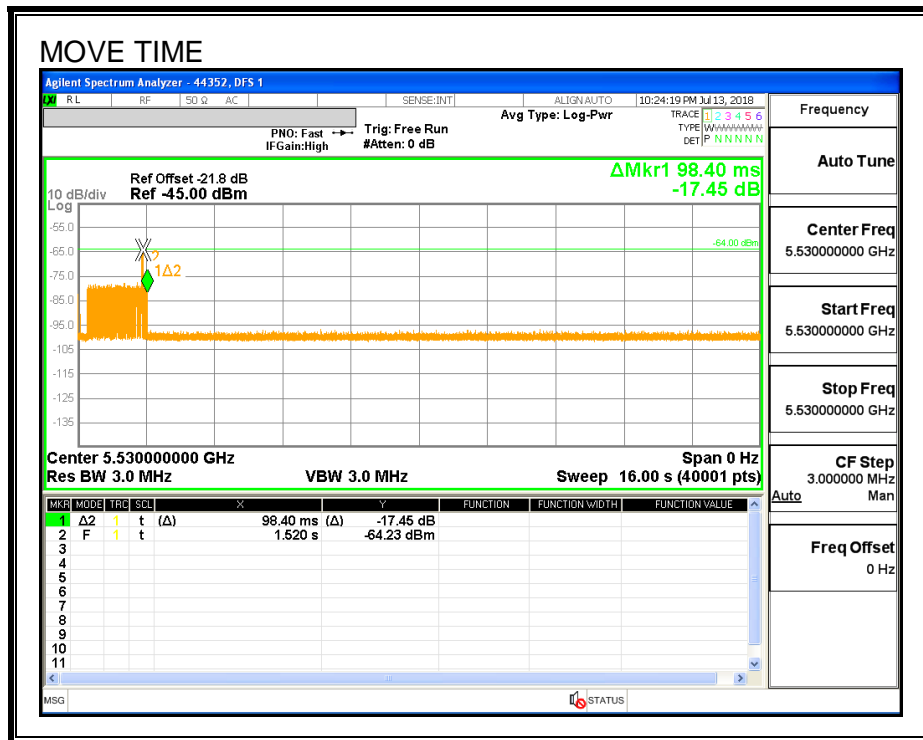 MOVE TIME
Agilent Spectrum Analyzer - 44352, DFS 1
LXI RL RF 50 Ω AC SENSE:INT ALIGN AUTO 10:24:19 PM Jul 13, 2018
Avg Type: Log-Pwr
TRACE 1 2 3 4 5 6
PNO: Fast Trig: Free Run
TYPE WWWWWW
IFGain:High #Atten: 0 dB
DET P N N N N N
Frequency
Auto Tune
Center Freq
5.530000000 GHz
Start Freq
5.530000000 GHz
Stop Freq
5.530000000 GHz
CF Step
3.000000 MHz
Auto Man
Freq Offset
0 Hz
ΔMkr1 98.40 ms
-17.45 dB
Ref Offset -21.8 dB
10 dB/div Ref -45.00 dBm
Log
-55.0
-64.00 dBm
-65.0
2
1Δ2
-75.0
-85.0
-95.0
-105
-115
-125
-135
Center 5.530000000 GHz Span 0 Hz
Res BW 3.0 MHz VBW 3.0 MHz Sweep 16.00 s (40001 pts)
MKR MODE TRC SCL X Y FUNCTION FUNCTION WIDTH FUNCTION VALUE
1 Δ2 1 t (Δ) 98.40 ms (Δ) -17.45 dB
2 F 1 t 1.520 s -64.23 dBm
3
4
5
6
7
8
9
10
11
MSG STATUS